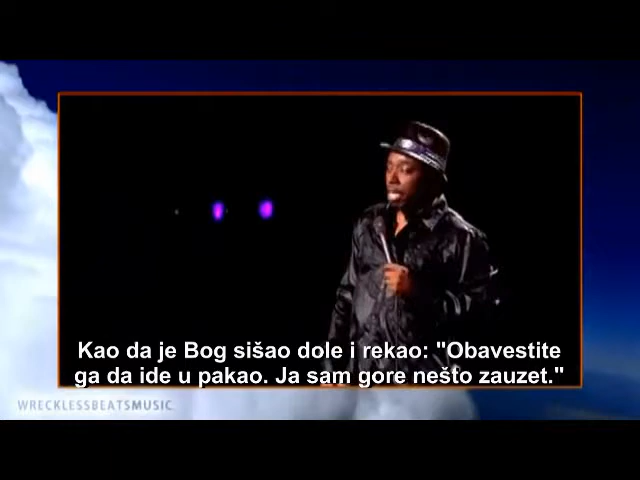 Kao da je Bog sišao dole i rekao: "Obavestite
ga da ide u pakao. Ja sam gore nešto zauzet."
WRECKLESSBEATSMUSIC